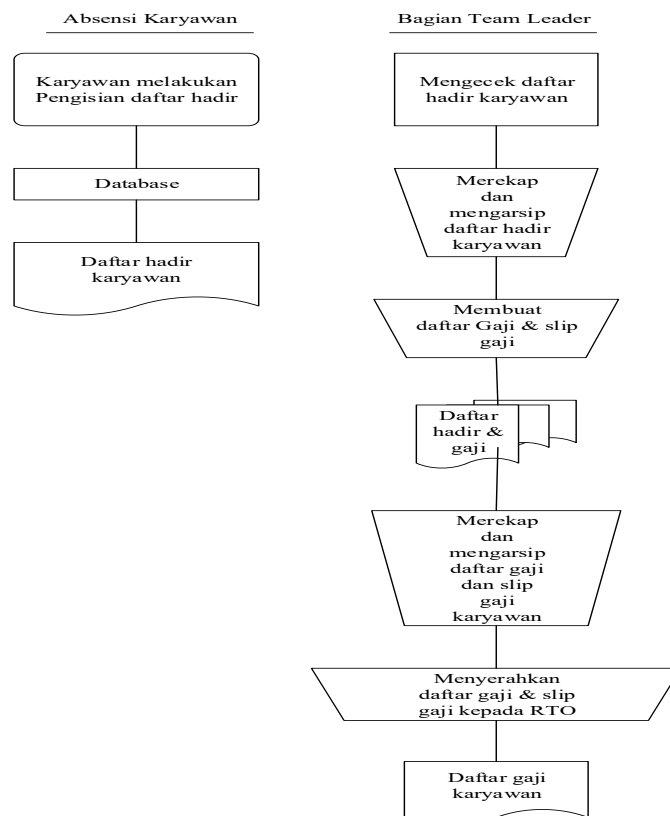 Absensi Karyawan
Karyawan melakukan
Pengisian daftar hadir
Database
Daftar hadir
karyawan
Bagian Team Leader
Mengecek daftar
hadir karyawan
Merekap
dan
mengarsip
daftar hadir
karyawan
Membuat
daftar Gaji & slip
gaji
Daftar
hadir &
gaji
Merekap
dan
mengarsip
daftar gaji
dan slip
gaji
karyawan
Menyerahkan
daftar gaji & slip
gaji kepada RTO
Daftar gaji
karyawan